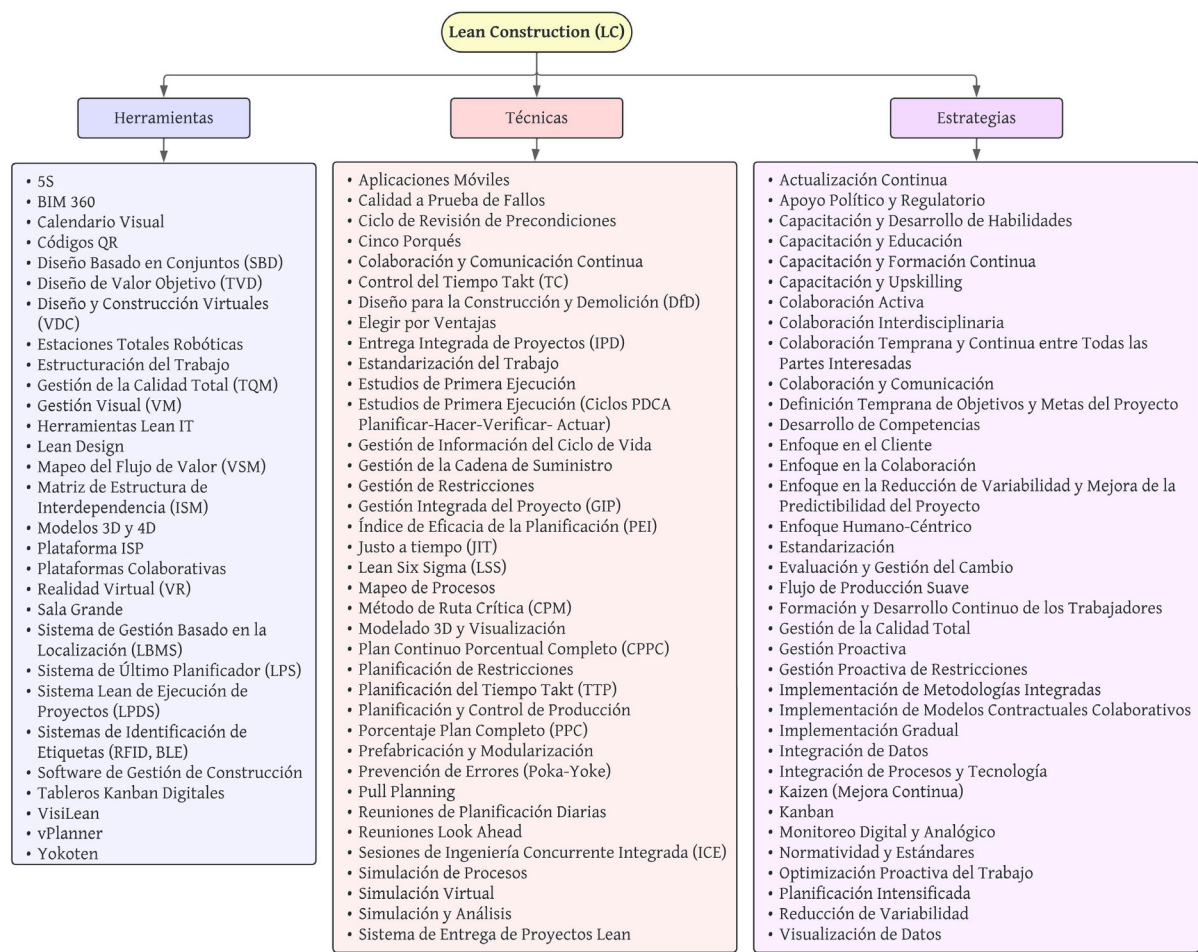 Lean Construction (LC)
Herramientas
Técnicas
Estrategias
• 5S
• BIM 360
• Calendario Visual
• Códigos QR
• Diseño Basado en Conjuntos (SBD)
• Diseño de Valor Objetivo (TVD)
• Diseño y Construcción Virtuales
(VDC)
• Estaciones Totales Robóticas
• Estructuración del Trabajo
• Gestión de la Calidad Total (TQM)
• Gestión Visual (VM)
• Herramientas Lean IT
• Lean Design
• Mapeo del Flujo de Valor (VSM)
• Matriz de Estructura de
Interdependencia (ISM)
• Modelos 3D y 4D
• Plataforma ISP
• Plataformas Colaborativas
• Realidad Virtual (VR)
• Sala Grande
• Sistema de Gestión Basado en la
Localización (LBMS)
• Sistema de Último Planificador (LPS)
• Sistema Lean de Ejecución de
Proyectos (LPDS)
• Sistemas de Identificación de
Etiquetas (RFID, BLE)
• Software de Gestión de Construcción
• Tableros Kanban Digitales
• VisiLean
• vPlanner
• Yokoten
• Aplicaciones Móviles
• Calidad a Prueba de Fallos
• Ciclo de Revisión de Precondiciones
• Cinco Porqués
• Colaboración y Comunicación Continua
• Control del Tiempo Takt (TC)
• Diseño para la Construcción y Demolición (DfD)
• Elegir por Ventajas
• Entrega Integrada de Proyectos (IPD)
• Estandarización del Trabajo
• Estudios de Primera Ejecución
• Estudios de Primera Ejecución (Ciclos PDCA
Planificar-Hacer-Verificar- Actuar)
• Gestión de Información del Ciclo de Vida
• Gestión de la Cadena de Suministro
• Gestión de Restricciones
• Gestión Integrada del Proyecto (GIP)
• Índice de Eficacia de la Planificación (PEI)
• Justo a tiempo (JIT)
• Lean Six Sigma (LSS)
• Mapeo de Procesos
• Método de Ruta Crítica (CPM)
• Modelado 3D y Visualización
• Plan Continuo Porcentual Completo (CPPC)
• Planificación de Restricciones
• Planificación del Tiempo Takt (TTP)
• Planificación y Control de Producción
• Porcentaje Plan Completo (PPC)
• Prefabricación y Modularización
• Prevención de Errores (Poka-Yoke)
• Pull Planning
• Reuniones de Planificación Diarias
• Reuniones Look Ahead
• Sesiones de Ingeniería Concurrente Integrada (ICE)
• Simulación de Procesos
• Simulación Virtual
• Simulación y Análisis
• Sistema de Entrega de Proyectos Lean
• Actualización Continua
• Apoyo Político y Regulatorio
• Capacitación y Desarrollo de Habilidades
• Capacitación y Educación
• Capacitación y Formación Continua
• Capacitación y Upskilling
• Colaboración Activa
• Colaboración Interdisciplinaria
• Colaboración Temprana y Continua entre Todas las
Partes Interesadas
• Colaboración y Comunicación
• Definición Temprana de Objetivos y Metas del Proyecto
• Desarrollo de Competencias
• Enfoque en el Cliente
• Enfoque en la Colaboración
• Enfoque en la Reducción de Variabilidad y Mejora de la
Predictibilidad del Proyecto
• Enfoque Humano-Céntrico
• Estandarización
• Evaluación y Gestión del Cambio
• Flujo de Producción Suave
• Formación y Desarrollo Continuo de los Trabajadores
• Gestión de la Calidad Total
• Gestión Proactiva
• Gestión Proactiva de Restricciones
• Implementación de Metodologías Integradas
• Implementación de Modelos Contractuales Colaborativos
• Implementación Gradual
• Integración de Datos
• Integración de Procesos y Tecnología
• Kaizen (Mejora Continua)
• Kanban
• Monitoreo Digital y Analógico
• Normatividad y Estándares
• Optimización Proactiva del Trabajo
• Planificación Intensificada
• Reducción de Variabilidad
• Visualización de Datos